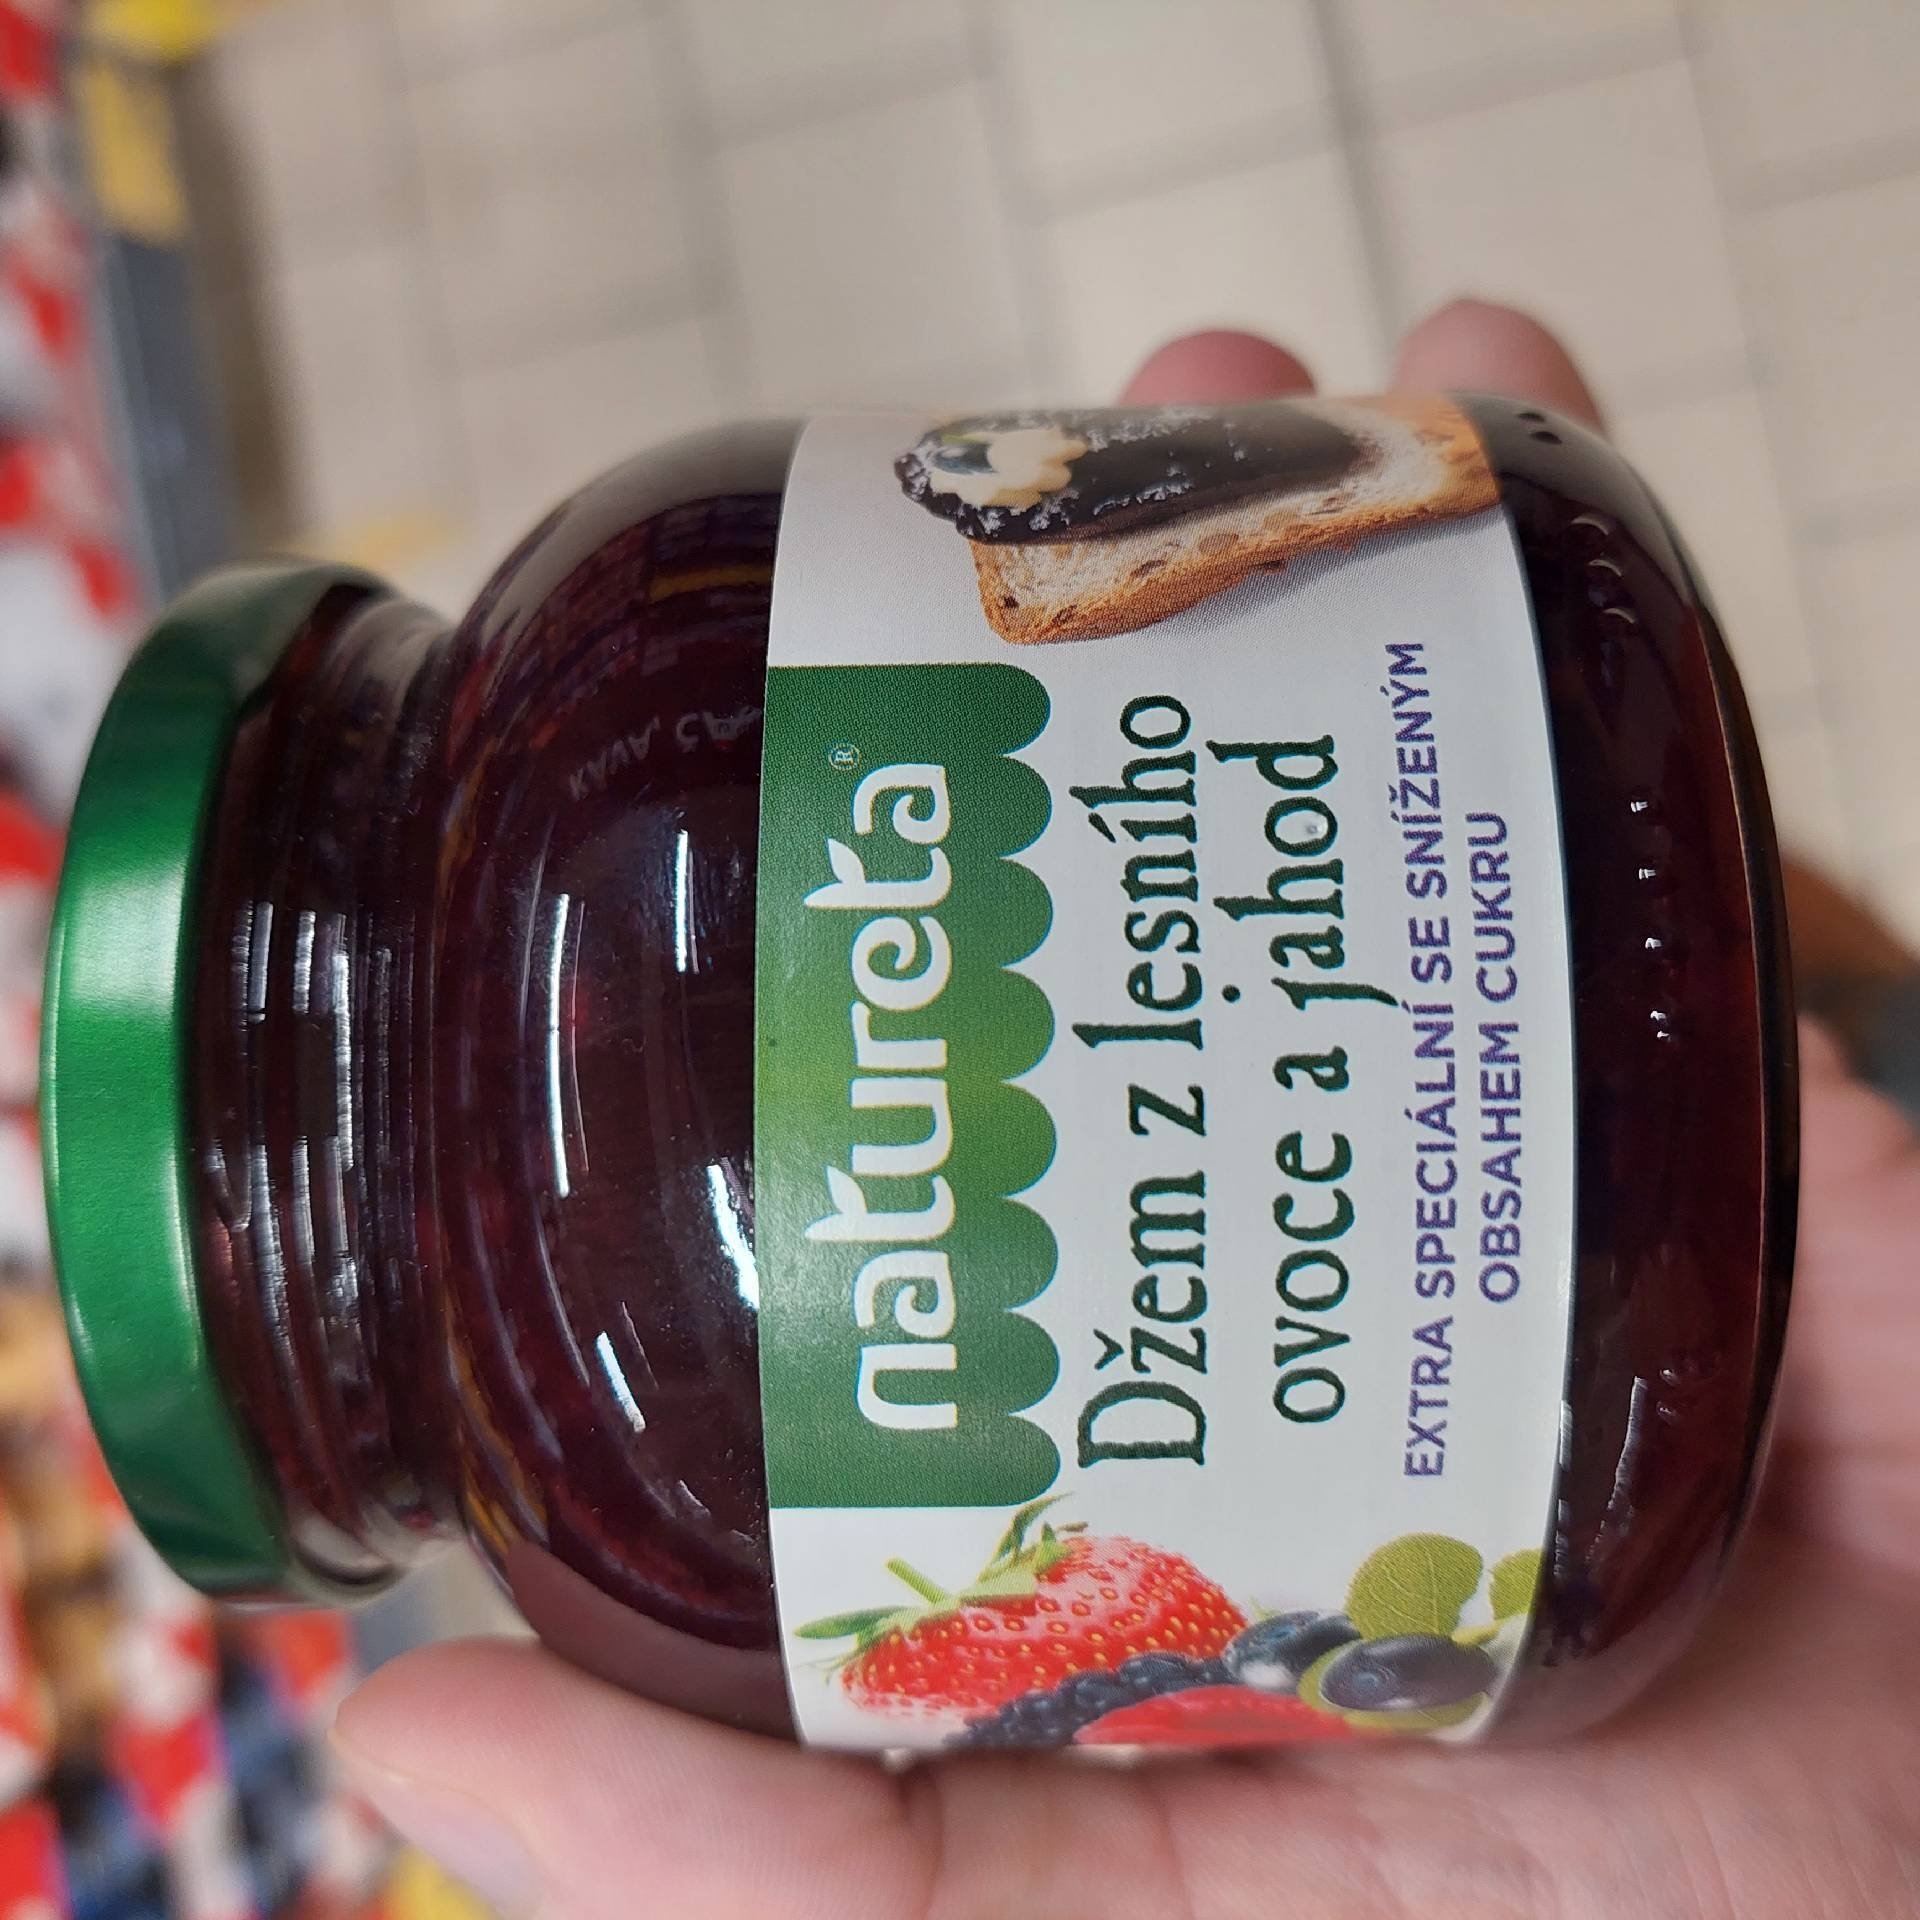 natureta®
Džem z lesního
ovoce a jahod
EXTRA SPECIÁLNÍ SE SNÍŽENÝM
OBSAHEM CUKRU